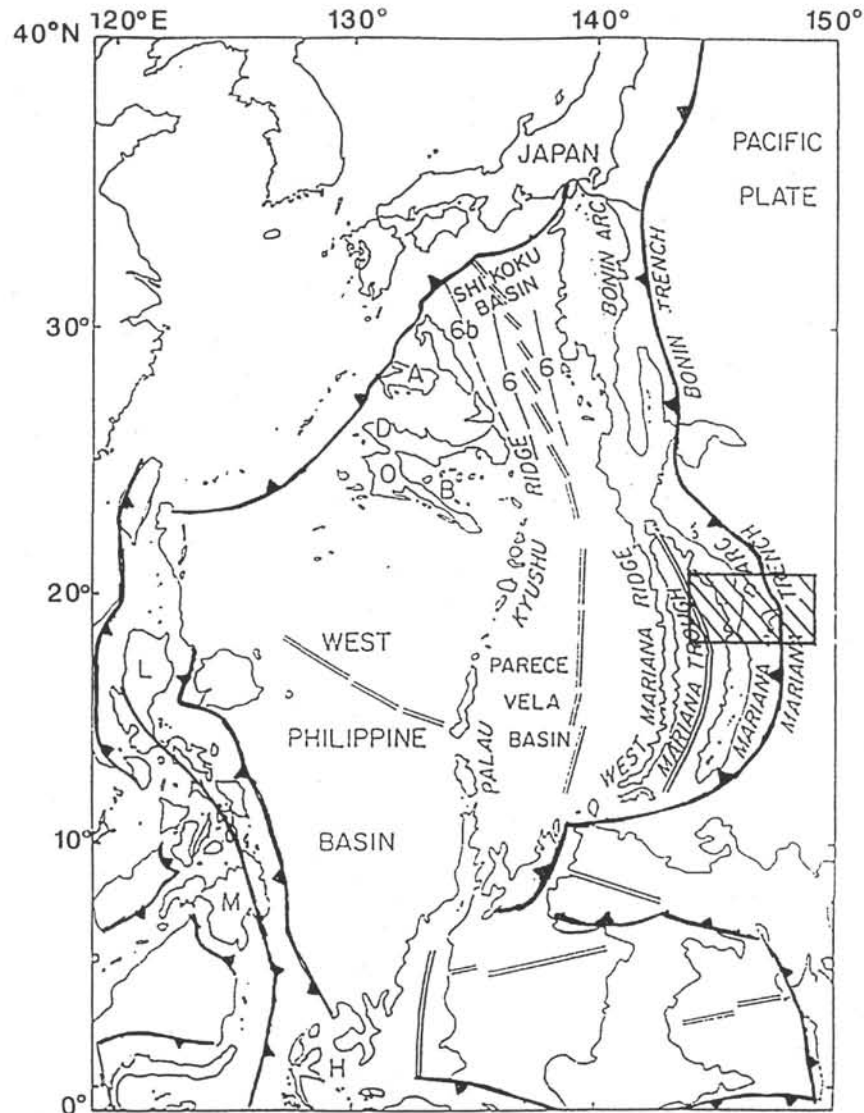 120°E 130° 140° 150°
40°N
PACIFIC
PLATE
JAPAN
BONIN ARC
BONIN TRENCH
SHIKOKU
BASIN
30°
6b
6
6
A
D
O
B
RIDGE
KYUSHU
PALAU
20°
L
WEST
PHILIPPINE
BASIN
PARECE
VELA
BASIN
WEST MARIANA RIDGE
MARIANA TROUGH
MARIANA ARC
MARIANA TRENCH
10°
M
H
0°